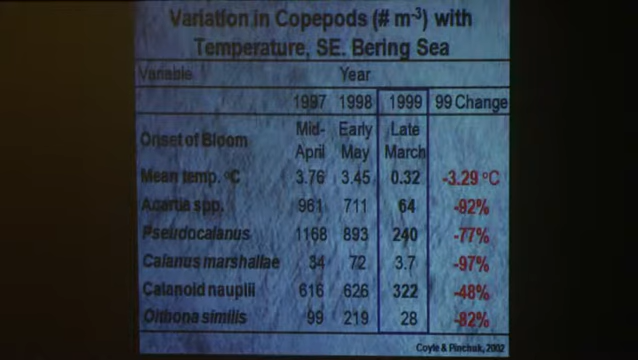 Variation in Copepods (# m-3) with
Temperature, SE. Bering Sea
Variable Year
1997 1998 1999 99 Change
Onset of Bloom Mid-April Early May Late March
Mean temp. °C 3.76 3.45 0.32 -3.29 °C
Acartia spp. 961 711 64 -92%
Pseudocalanus 1168 893 240 -77%
Calanus marshallae 34 72 3.7 -97%
Calanoid nauplii 616 626 322 -48%
Oithona similis 99 219 28 -82%
Coyle & Pinchuk, 2002